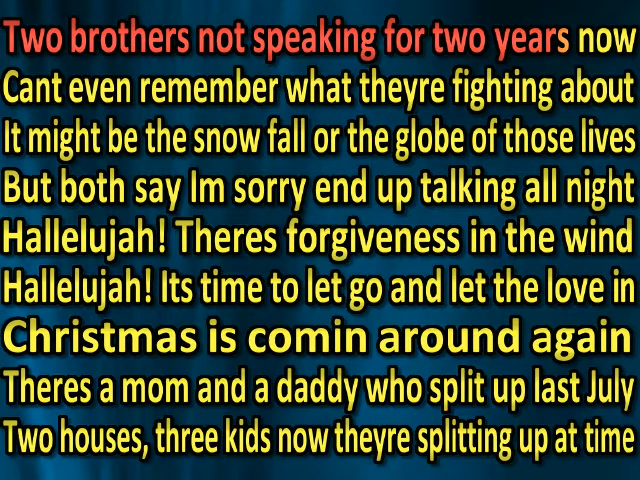 Two brothers not speaking for two years now
Cant even remember what theyre fighting about
It might be the snow fall or the globe of those lives
But both say Im sorry end up talking all night
Hallelujah! Theres forgiveness in the wind
Hallelujah! Its time to let go and let the love in
Christmas is comin around again
Theres a mom and a daddy who split up last July
Two houses, three kids now theyre splitting up at time